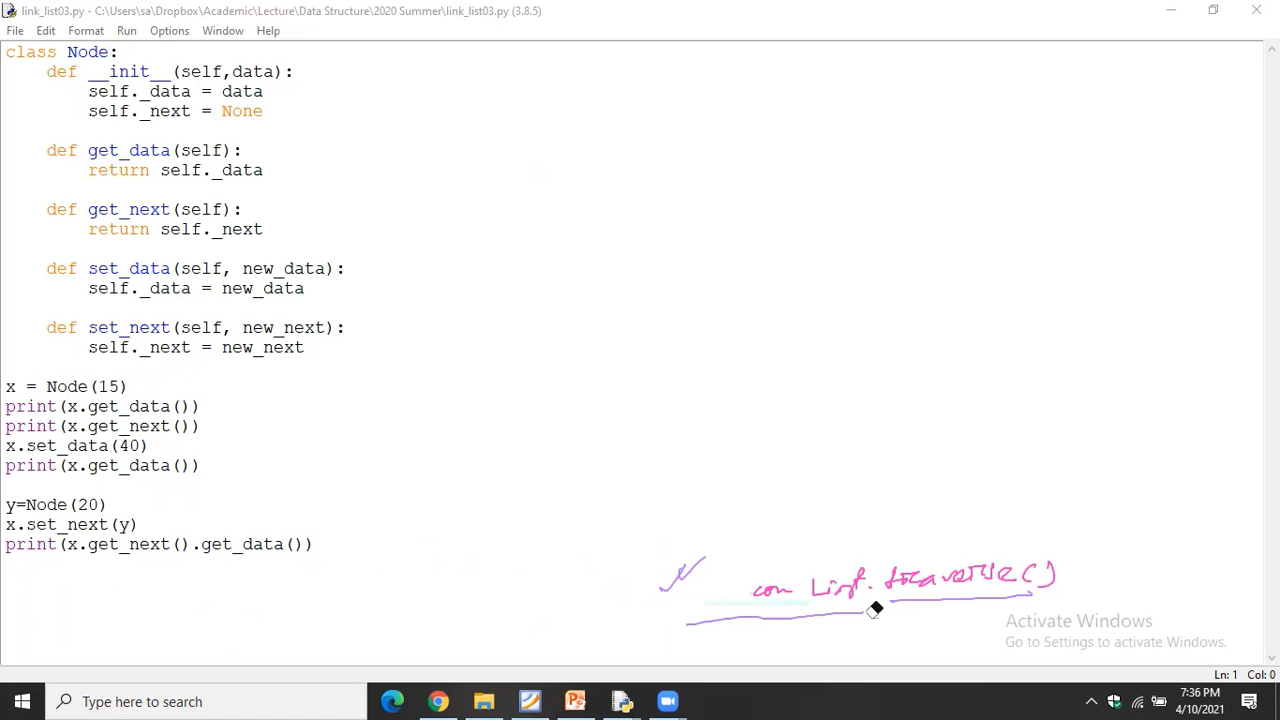 link_list03.py - C:\Users\sa\Dropbox\Academic\Lecture\Data Structure\2020 Summer\link_list03.py (3.8.5)
File Edit Format Run Options Window Help
class Node:
    def __init__(self,data):
        self._data = data
        self._next = None
    def get_data(self):
        return self._data
    def get_next(self):
        return self._next
    def set_data(self, new_data):
        self._data = new_data
    def set_next(self, new_next):
        self._next = new_next
x = Node(15)
print(x.get_data())
print(x.get_next())
x.set_data(40)
print(x.get_data())
y=Node(20)
x.set_next(y)
print(x.get_next().get_data())
List. traverse()
Activate Windows
Go to Settings to activate Windows.
Ln: 1 Col: 0
Type here to search
7:36 PM
4/10/2021